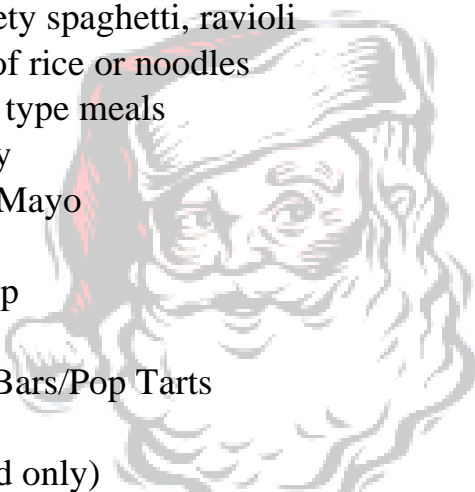 ety spaghetti, ravioli
of rice or noodles
type meals
y
Mayo
p
Bars/Pop Tarts
d only)